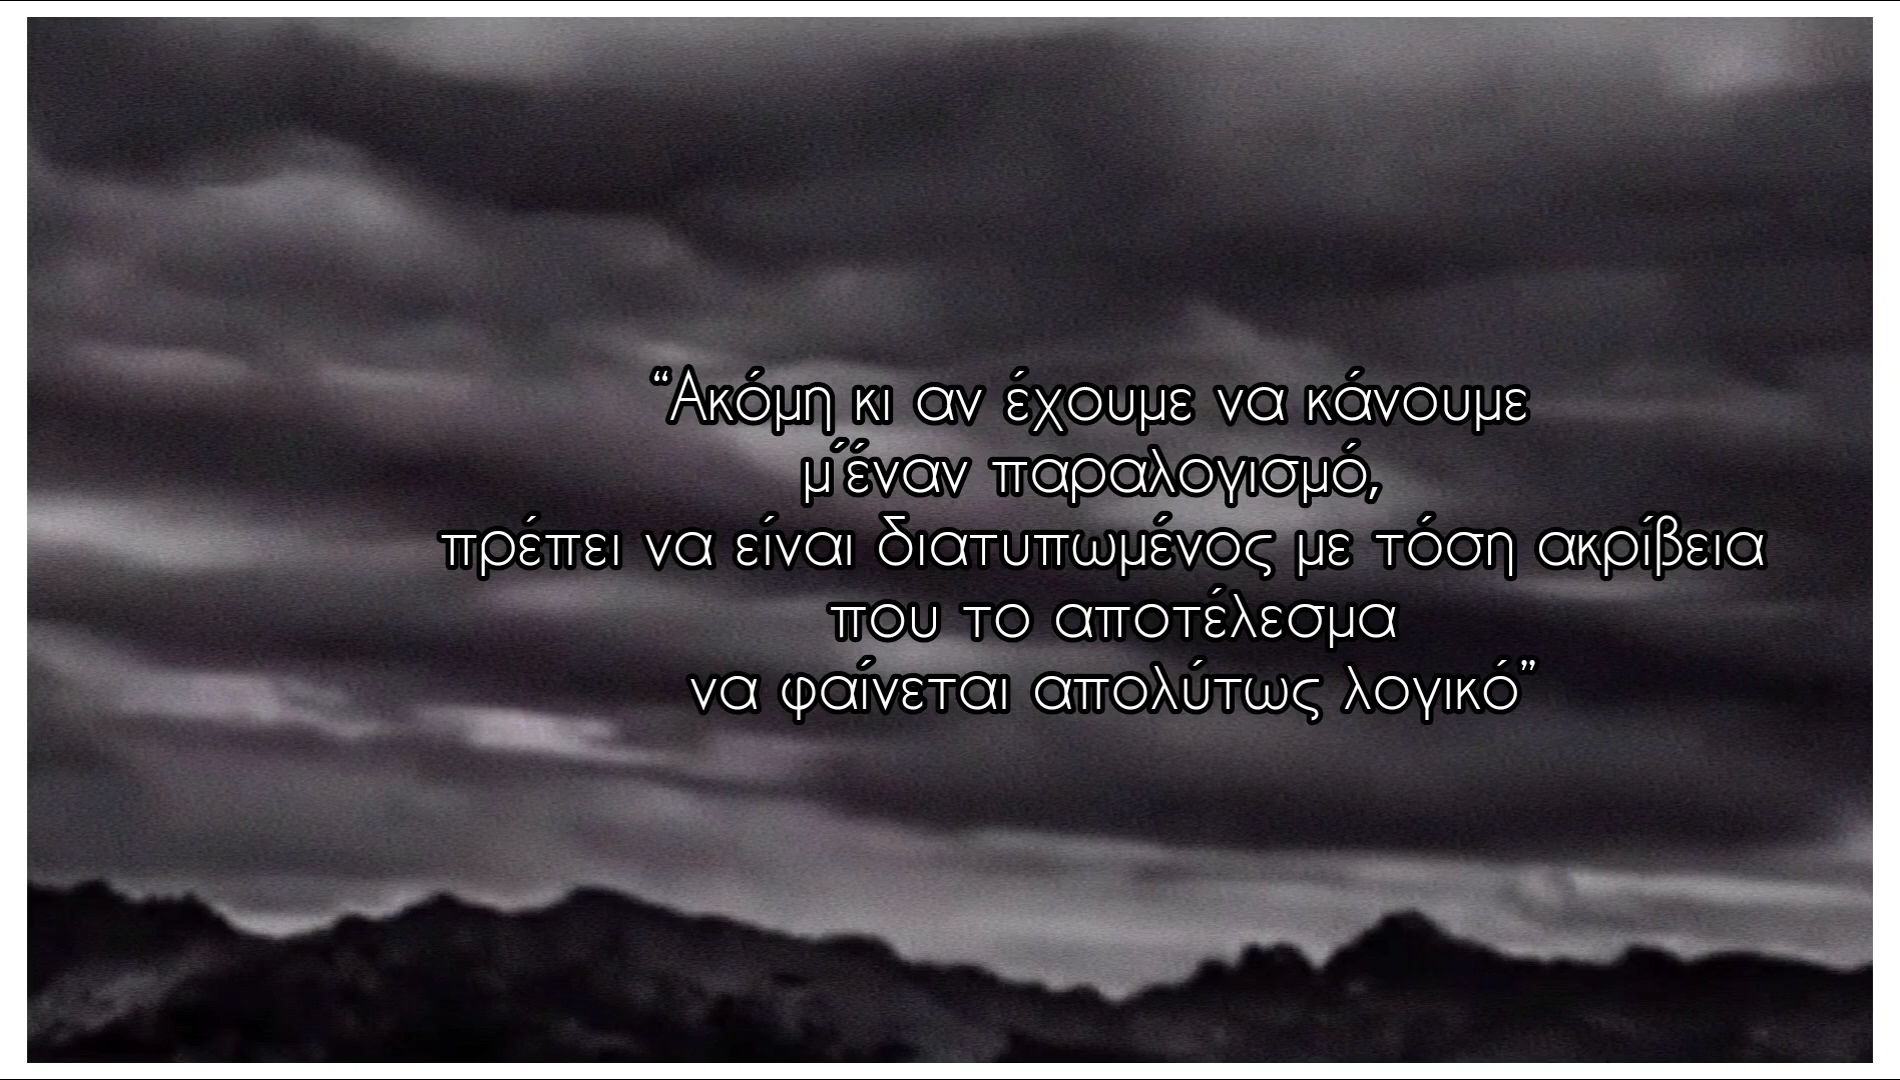 “Ακόμη κι αν έχουμε να κάνουμε
μ΄έναν παραλογισμό,
πρέπει να είναι διατυπωμένος με τόση ακρίβεια
που το αποτέλεσμα
να φαίνεται απολύτως λογικό”